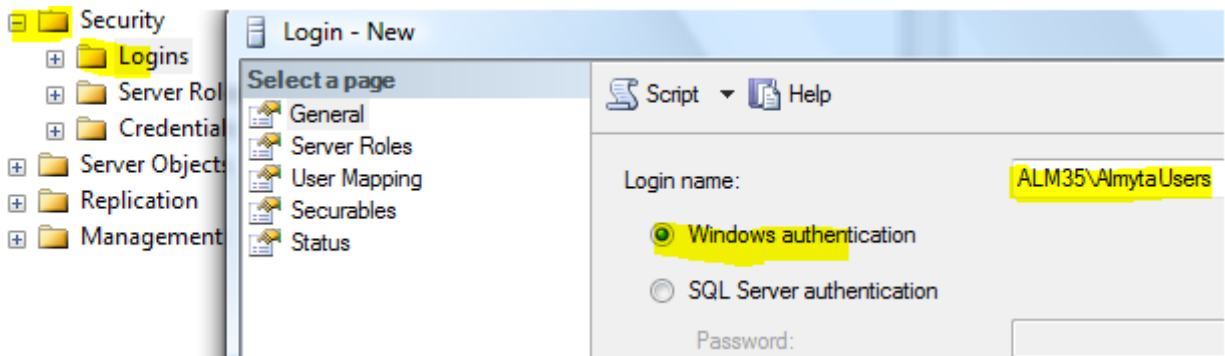 Security
Logins
Server Rol
Credential
Server Objects
Replication
Management
Login - New
Select a page
General
Server Roles
User Mapping
Securables
Status
Script Help
Login name: ALM35\AlmytaUsers
Windows authentication
SQL Server authentication
Password: